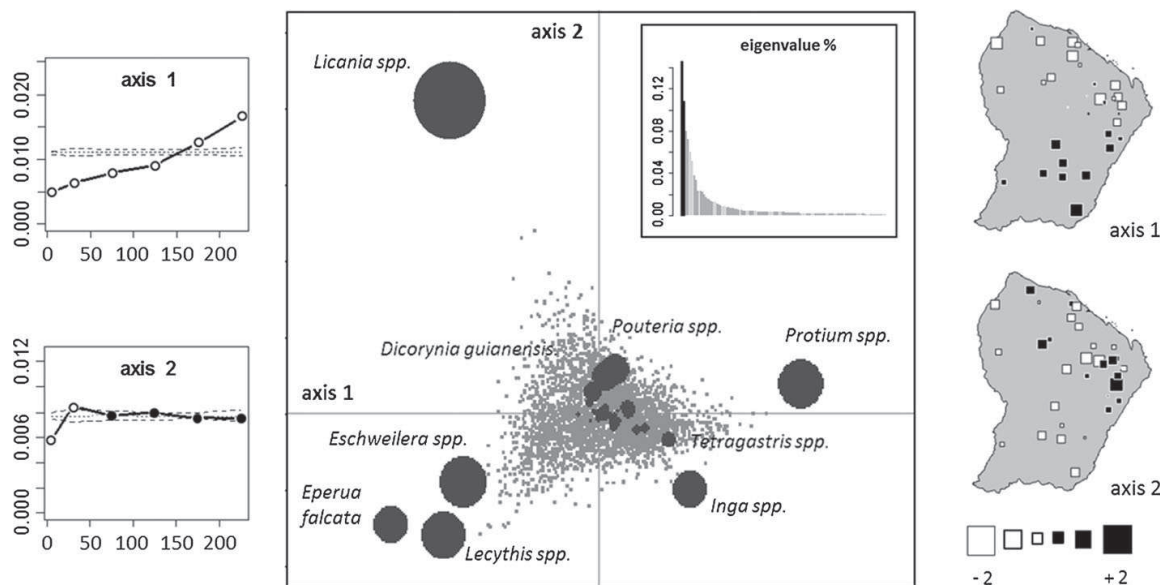 axis 1
0.020
0.010
0.000
0 50 100 150 200
axis 2
0.012
0.006
0.000
0 50 100 150 200
axis 2
Licania spp.
eigenvalue %
0.12
0.08
0.04
0.00
Pouteria spp.
Protium spp.
Dicorynia guianensis.
axis 1
Eschweilera spp.
Tetragastris spp.
Eperua
falcata
Inga spp.
Lecythis spp.
axis 1
axis 2
- 2 + 2